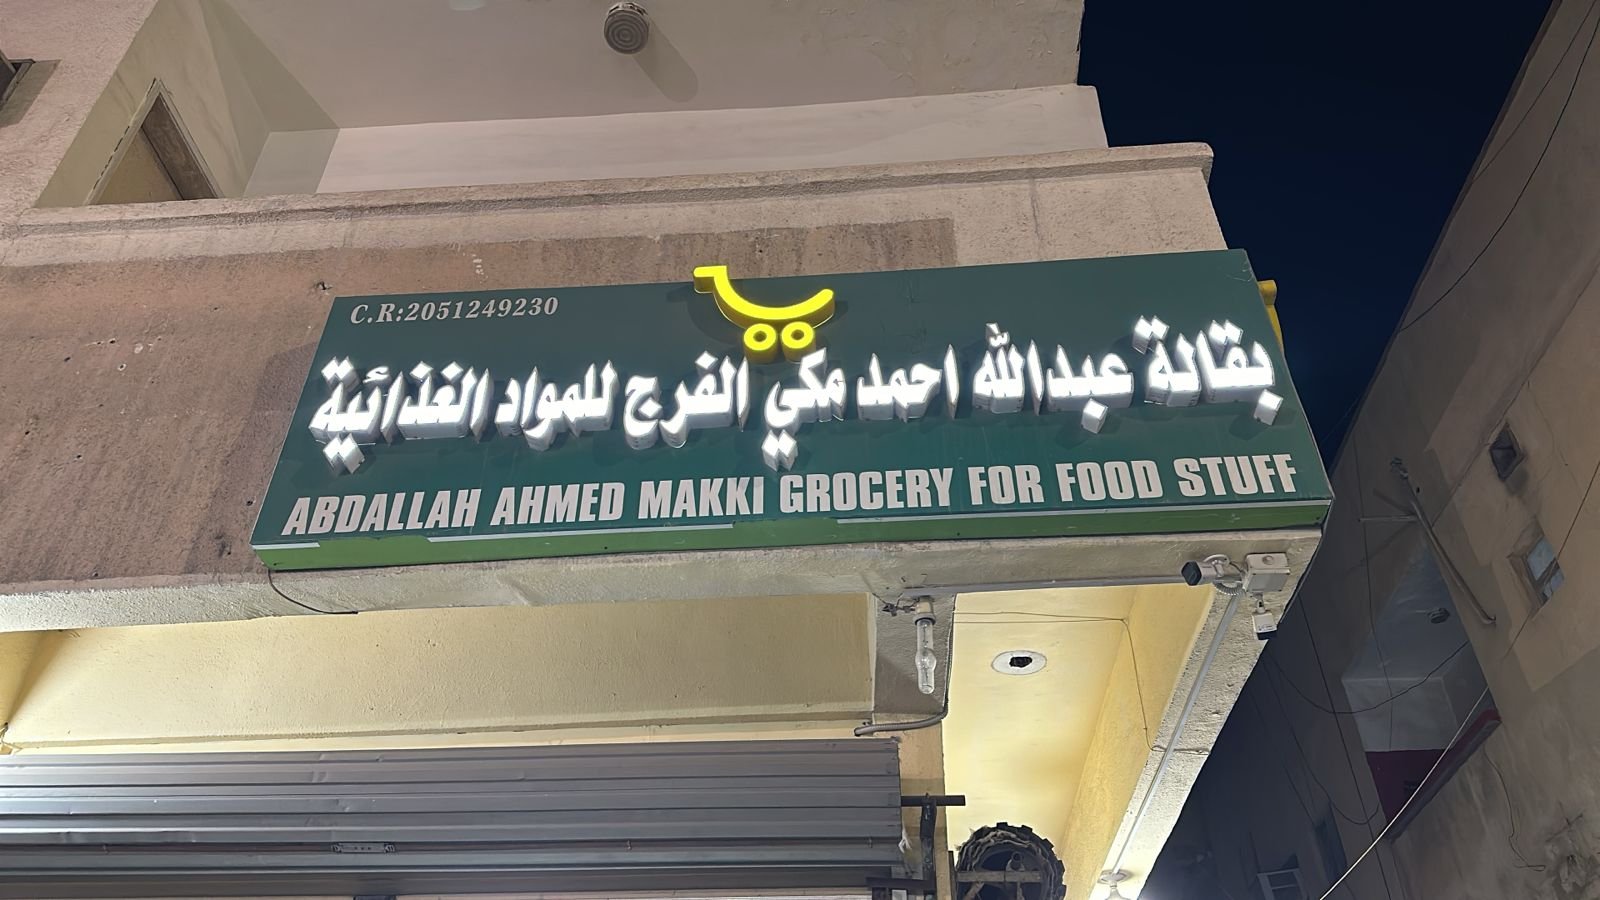 C.R:2051249230
بقالة عبدالله احمد مكي الفرج للمواد الغذائية
ABDALLAH AHMED MAKKI GROCERY FOR FOOD STUFF